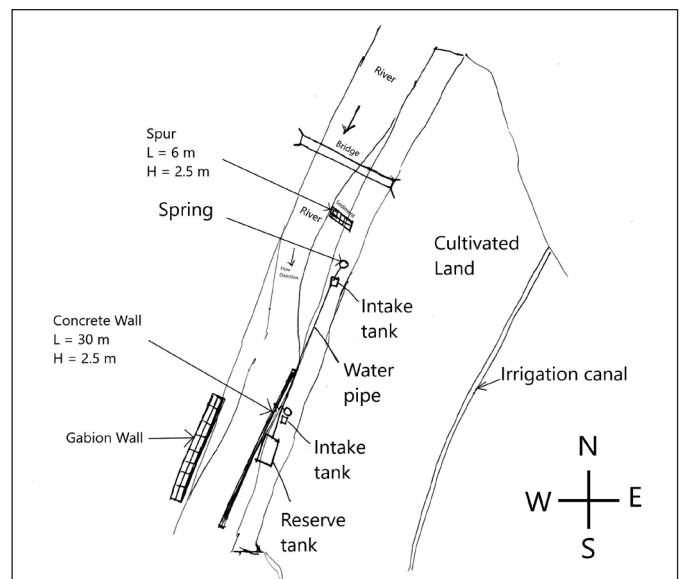 River
Bridge
Spur
L = 6 m
H = 2.5 m
Sediment
Spring
River
Flow
Direction
Cultivated
Land
Intake
tank
Concrete Wall
L = 30 m
H = 2.5 m
Water
pipe
Irrigation canal
Gabion Wall
Intake
tank
Reserve
tank
N
W E
S